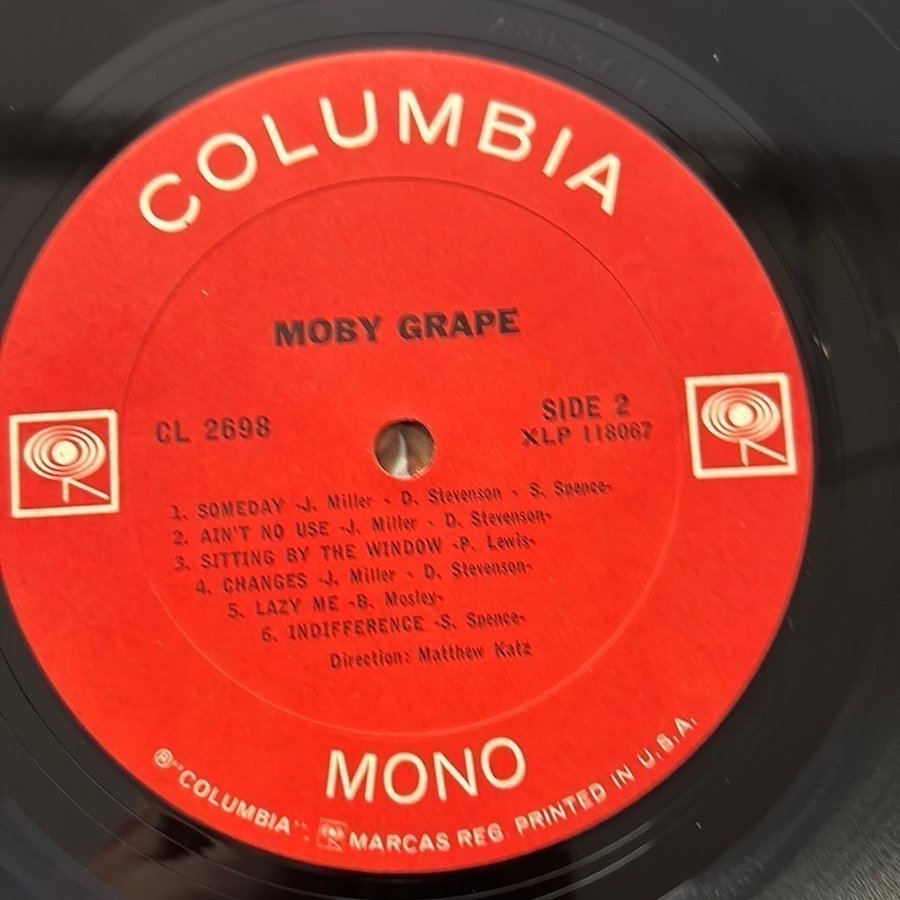 COLUMBIA
MOBY GRAPE
CL 2698
SIDE 2
XLP 118067
1. SOMEDAY -J. Miller - D. Stevenson - S. Spence-
2. AIN'T NO USE -J. Miller - D. Stevenson-
3. SITTING BY THE WINDOW -P. Lewis-
4. CHANGES -J. Miller - D. Stevenson-
5. LAZY ME -B. Mosley-
6. INDIFFERENCE -S. Spence-
Direction: Matthew Katz
MONO
Ⓡ "COLUMBIA", MARCAS REG. PRINTED IN U.S.A.